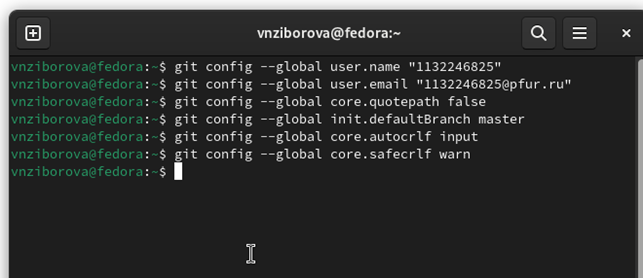 vnziborova@fedora:~
vnziborova@fedora:~$ git config --global user.name "1132246825"
vnziborova@fedora:~$ git config --global user.email "1132246825@pfur.ru"
vnziborova@fedora:~$ git config --global core.quotepath false
vnziborova@fedora:~$ git config --global init.defaultBranch master
vnziborova@fedora:~$ git config --global core.autocrlf input
vnziborova@fedora:~$ git config --global core.safecrlf warn
vnziborova@fedora:~$